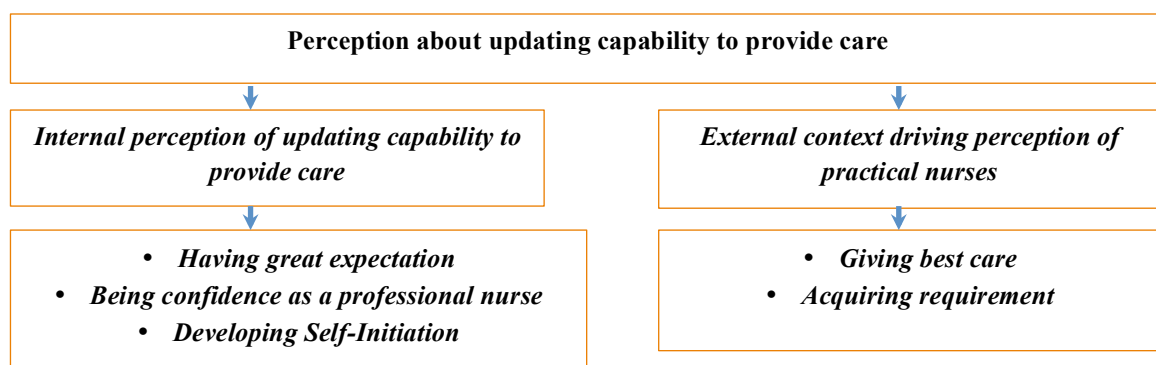 Perception about updating capability to provide care
Internal perception of updating capability to
provide care
External context driving perception of
practical nurses
• Having great expectation
• Being confidence as a professional nurse
• Developing Self-Initiation
• Giving best care
• Acquiring requirement